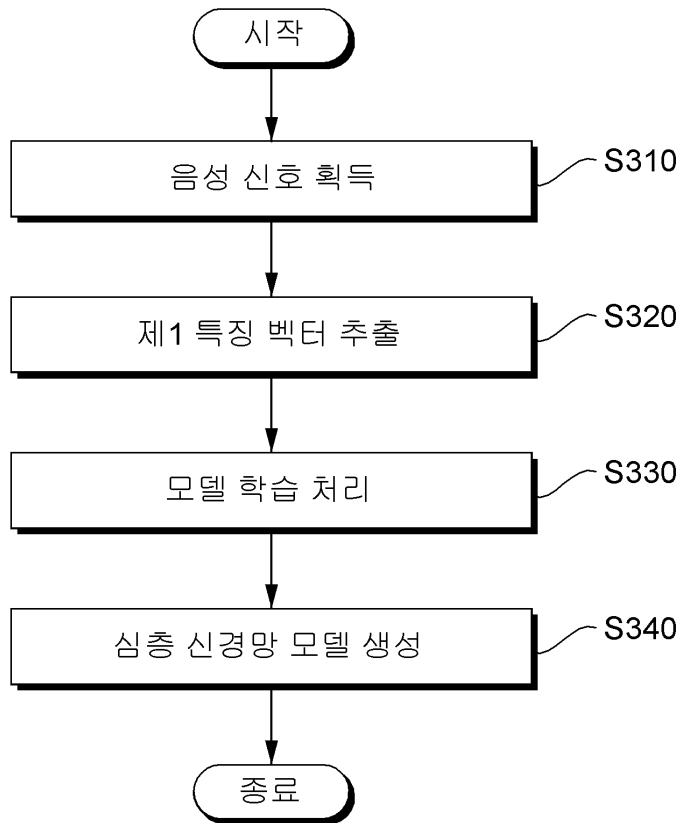 시작
음성 신호 획득
S310
제1 특징 벡터 추출
S320
모델 학습 처리
S330
심층 신경망 모델 생성
S340
종료